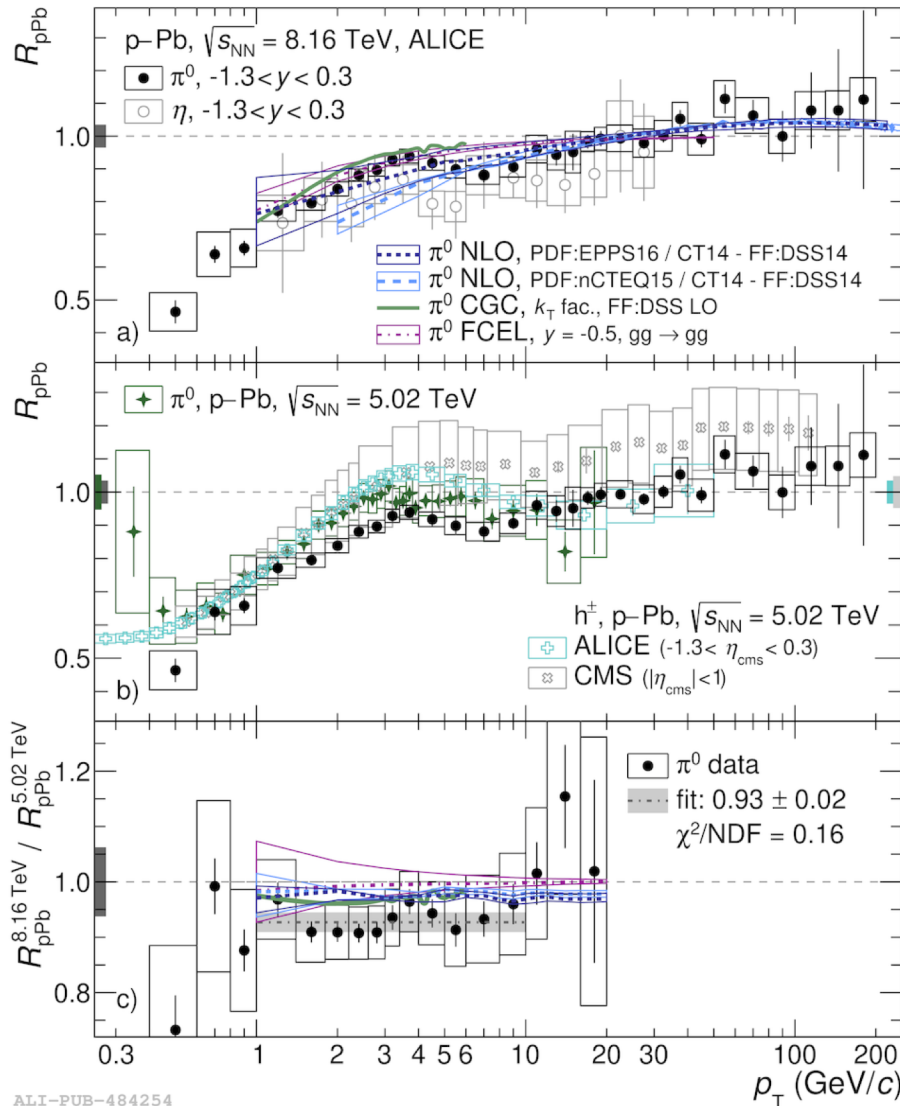 R_pPb
p–Pb, √s_NN = 8.16 TeV, ALICE
π⁰, -1.3<y< 0.3
η, -1.3<y< 0.3
1.0
π⁰ NLO, PDF:EPPS16 / CT14 - FF:DSS14
π⁰ NLO, PDF:nCTEQ15 / CT14 - FF:DSS14
0.5
π⁰ CGC, k_T fac., FF:DSS LO
a)
π⁰ FCEL, y = -0.5, gg → gg
R_pPb
π⁰, p–Pb, √s_NN = 5.02 TeV
1.0
h±, p–Pb, √s_NN = 5.02 TeV
ALICE (-1.3< η_cms < 0.3)
0.5
b)
CMS (|η_cms|<1)
R_pPb^8.16 TeV / R_pPb^5.02 TeV
1.2
π⁰ data
fit: 0.93 ± 0.02
χ²/NDF = 0.16
1.0
0.8
c)
0.3 1 2 3 4 5 6 10 20 30 100 200
p_T (GeV/c)
ALI-PUB-484254